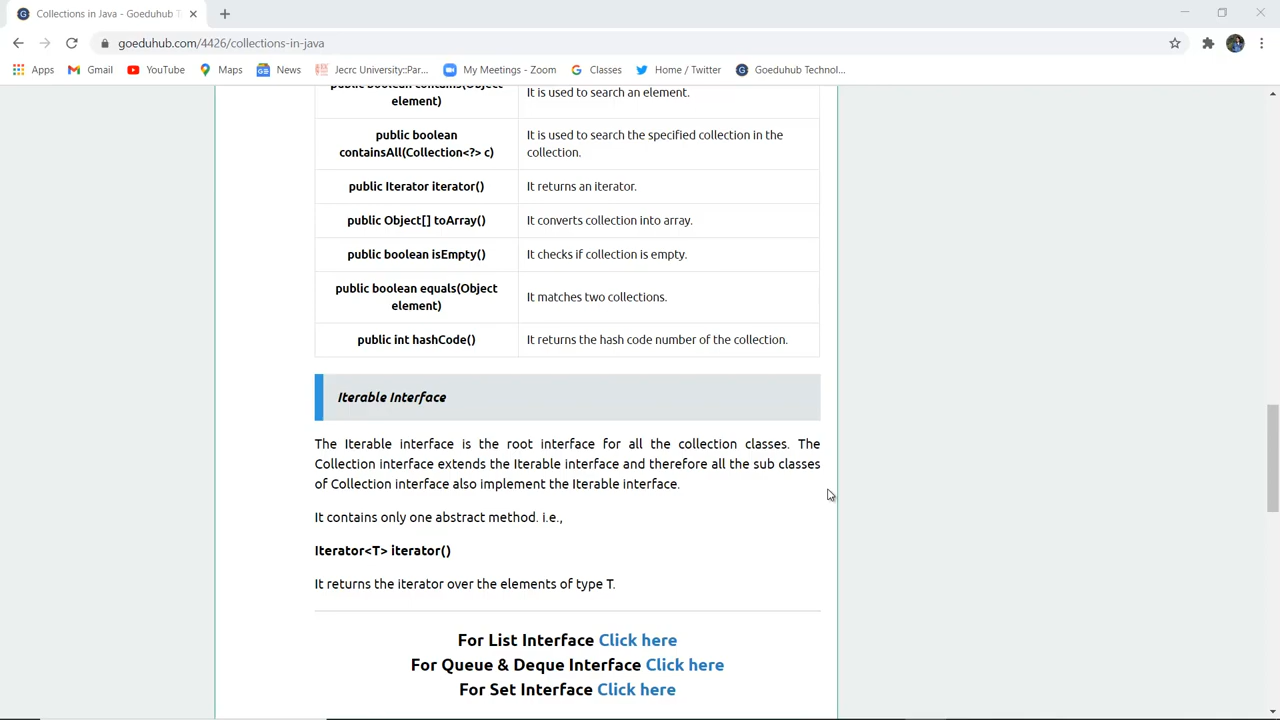 Collections in Java - Goeduhub T
goeduhub.com/4426/collections-in-java
Apps
Gmail
YouTube
Maps
News
Jecrc University::Par...
My Meetings - Zoom
Classes
Home / Twitter
Goeduhub Technol...
public boolean contains(Object
element)
It is used to search an element.
public boolean
containsAll(Collection<?> c)
It is used to search the specified collection in the
collection.
public Iterator iterator()
It returns an iterator.
public Object[] toArray()
It converts collection into array.
public boolean isEmpty()
It checks if collection is empty.
public boolean equals(Object
element)
It matches two collections.
public int hashCode()
It returns the hash code number of the collection.
Iterable Interface
The Iterable interface is the root interface for all the collection classes. The
Collection interface extends the Iterable interface and therefore all the sub classes
of Collection interface also implement the Iterable interface.
It contains only one abstract method. i.e.,
Iterator<T> iterator()
It returns the iterator over the elements of type T.
For List Interface Click here
For Queue & Deque Interface Click here
For Set Interface Click here